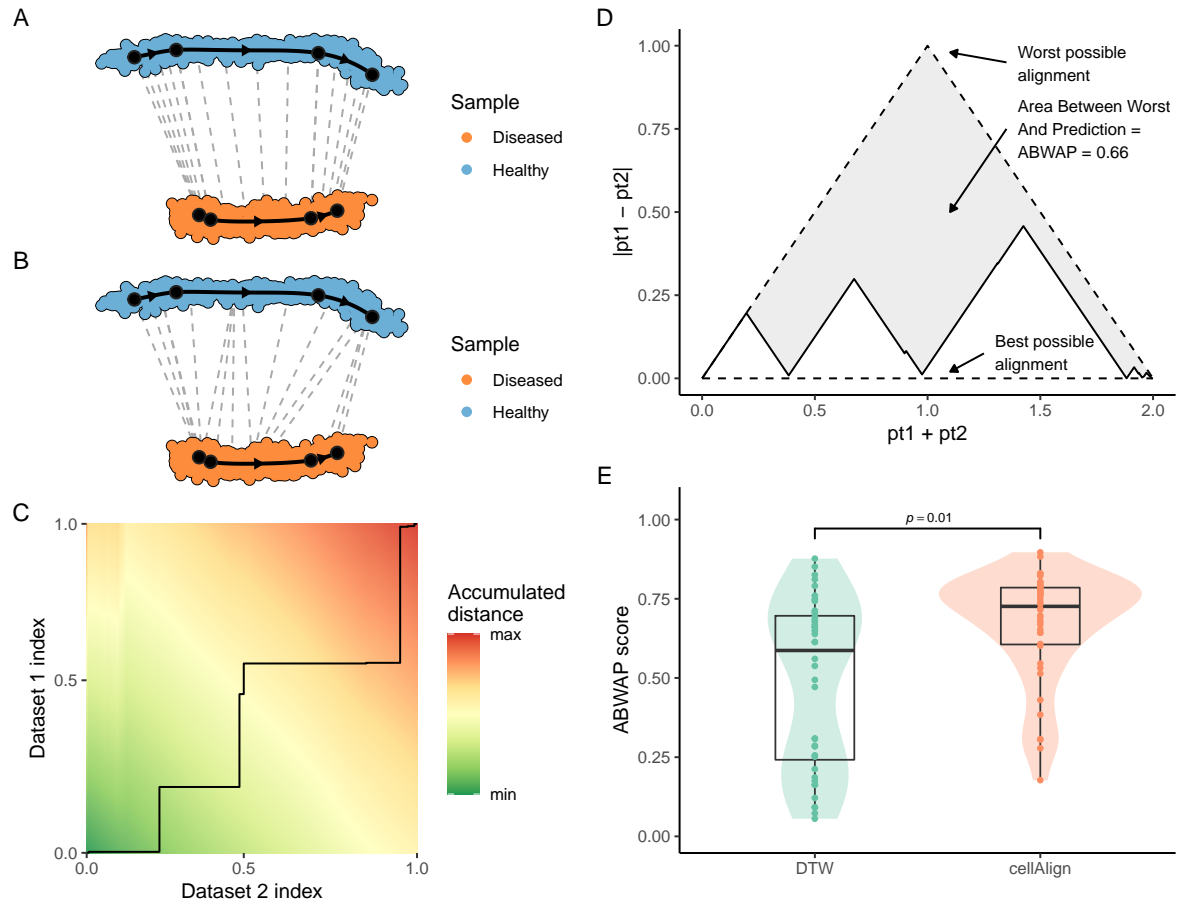 A
Sample
Diseased
Healthy
B
Sample
Diseased
Healthy
C
Dataset 1 index
1.0
0.5
0.0
0.0
0.5
1.0
Dataset 2 index
Accumulated
distance
max
min
D
|pt1 − pt2|
1.00
0.75
0.50
0.25
0.00
0.0
0.5
1.0
1.5
2.0
pt1 + pt2
Worst possible
alignment
Area Between Worst
And Prediction =
ABWAP = 0.66
Best possible
alignment
E
ABWAP score
1.00
0.75
0.50
0.25
0.00
p = 0.01
DTW
cellAlign